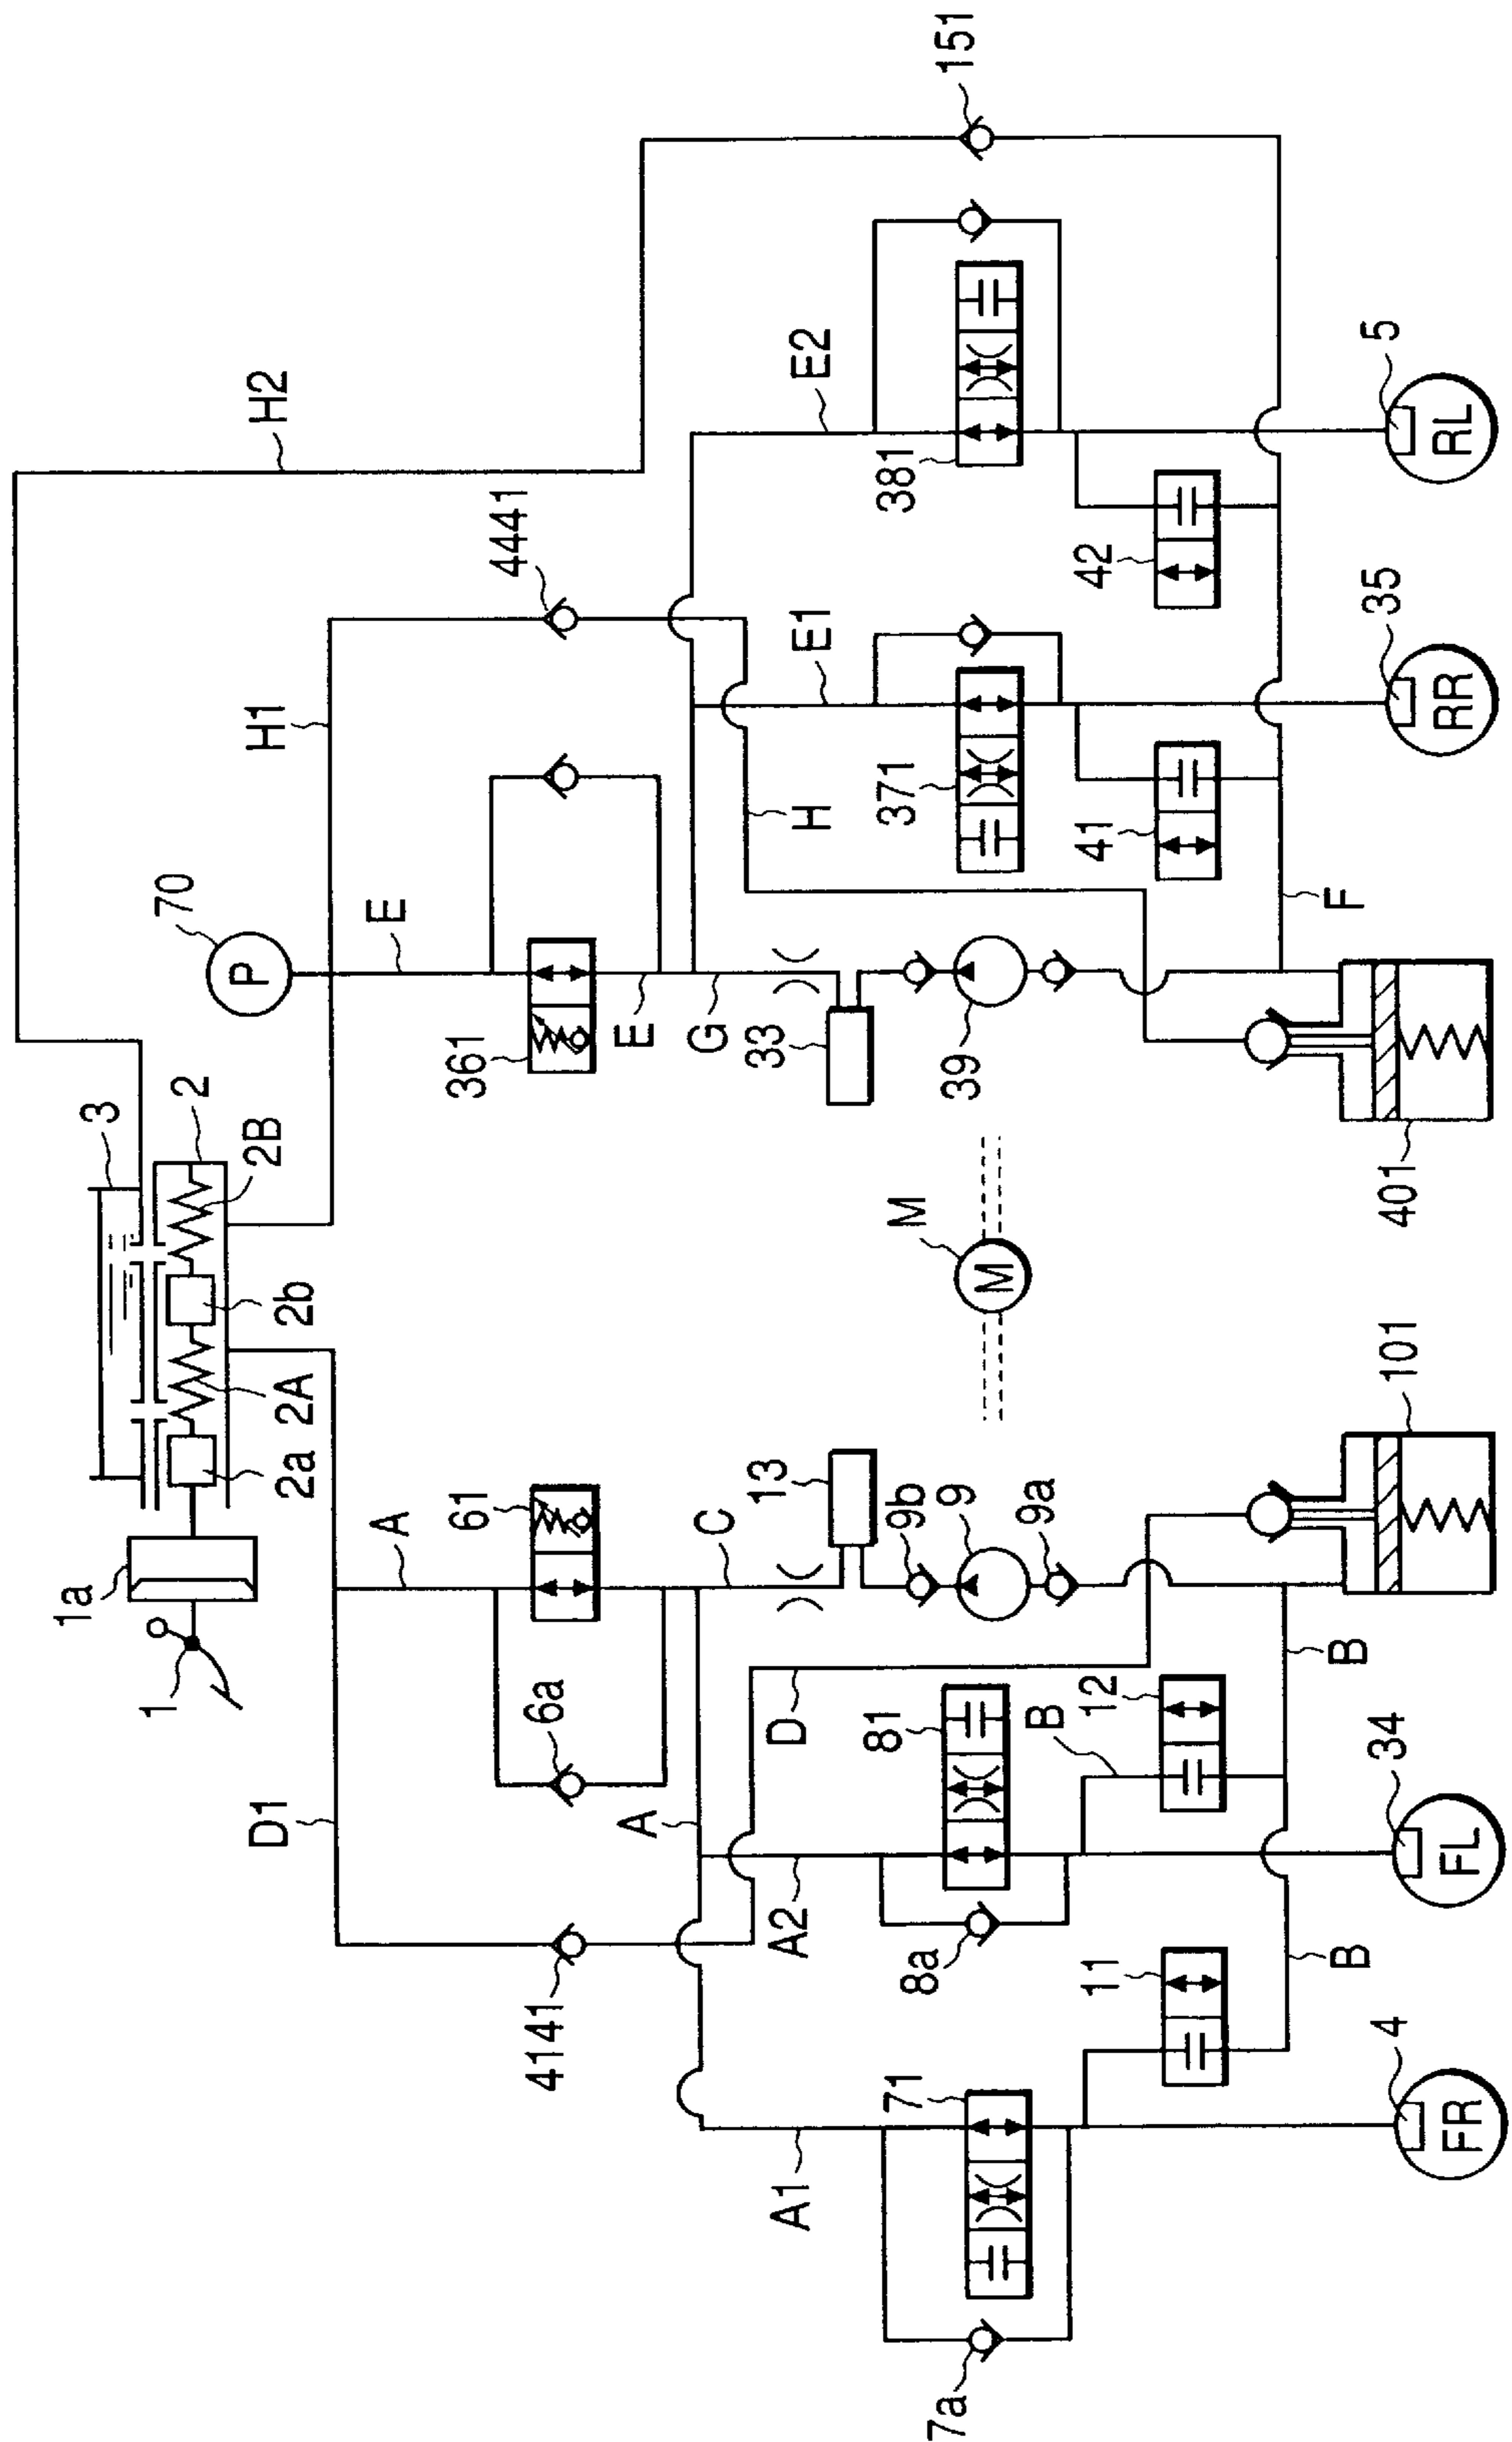 1
1a
2a
2A
2b
2B
2
3
70
P
H2
D1
A
E
H1
4141
6a
61
361
4441
151
A
C
E
G
A1
A2
D
13
33
H
E1
E2
7a
71
8a
81
9b
9
9a
M
M
39
371
381
B
11
12
41
42
B
B
101
401
F
4
FR
34
FL
35
RR
5
RL